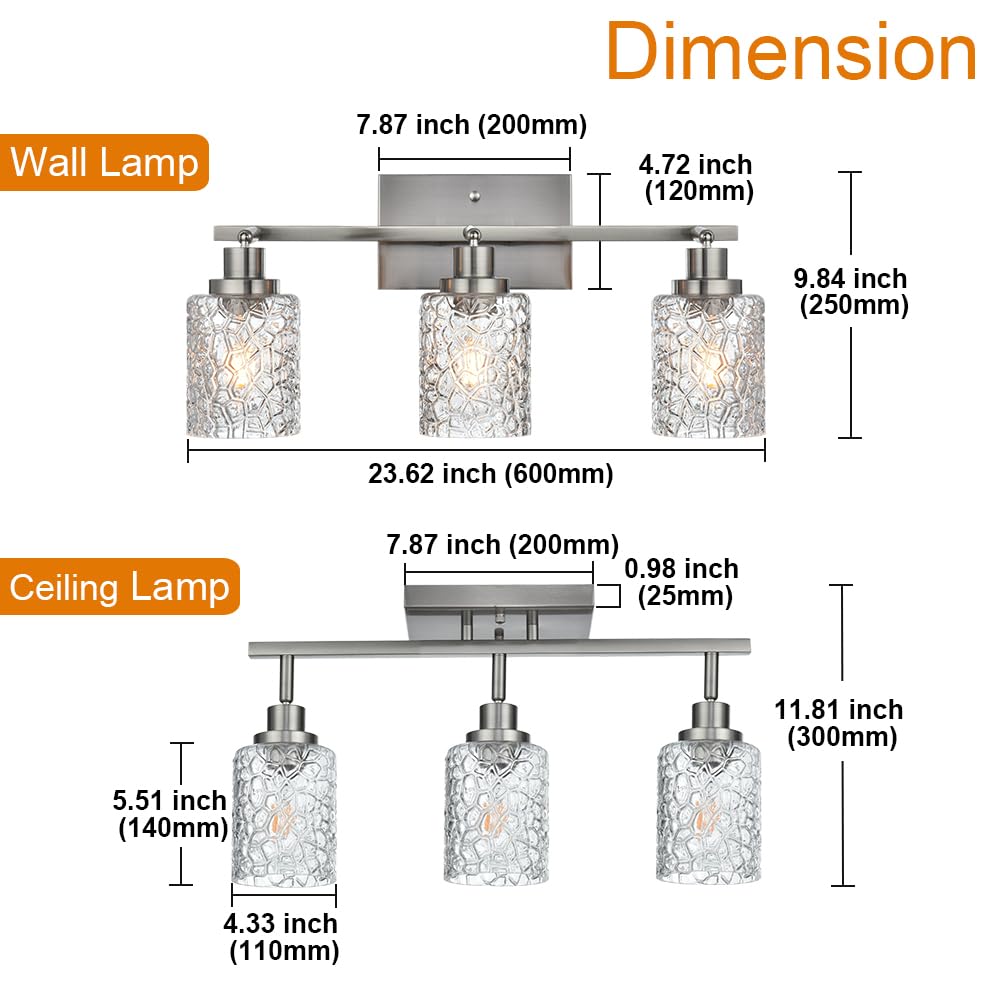 Dimension
Wall Lamp
7.87 inch (200mm)
4.72 inch
(120mm)
9.84 inch
(250mm)
23.62 inch (600mm)
Ceiling Lamp
7.87 inch (200mm)
0.98 inch
(25mm)
11.81 inch
(300mm)
5.51 inch
(140mm)
4.33 inch
(110mm)